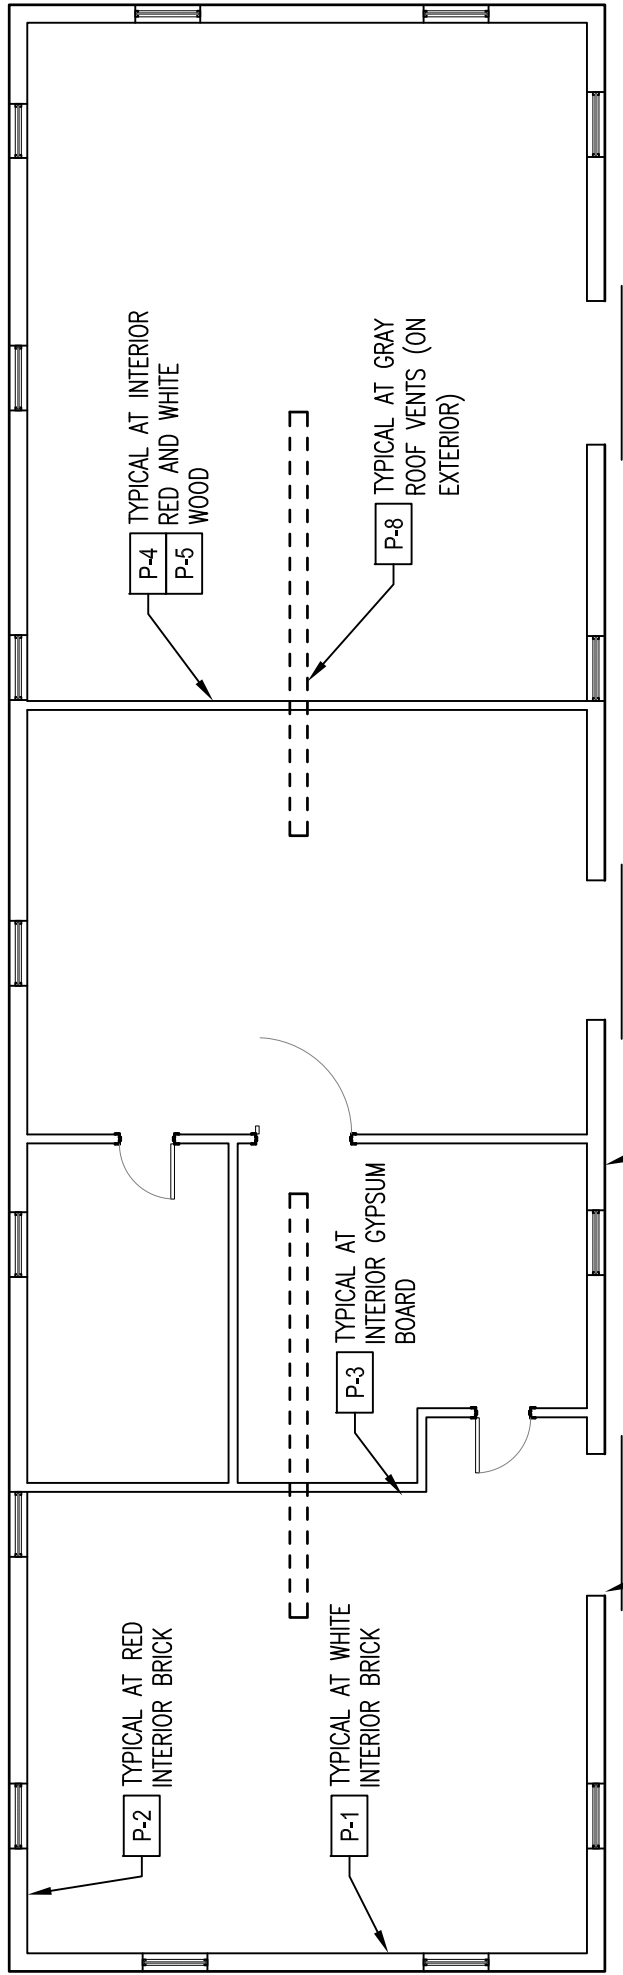 P-2
TYPICAL AT RED
INTERIOR BRICK
P-1
TYPICAL AT WHITE
INTERIOR BRICK
P-3
TYPICAL AT
INTERIOR GYPSUM
BOARD
P-4
P-5
TYPICAL AT INTERIOR
RED AND WHITE
WOOD
P-8
TYPICAL AT GRAY
ROOF VENTS (ON
EXTERIOR)